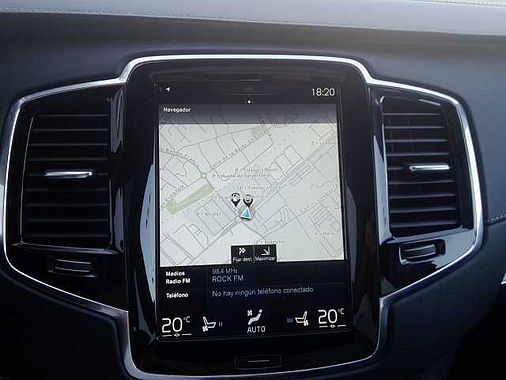 18:20
Navegador
Fijar dest. Maximizar
Medios
Radio FM
96.4 MHz
ROCK FM
Teléfono
No hay ningún teléfono conectado
20°C
AUTO
20°C